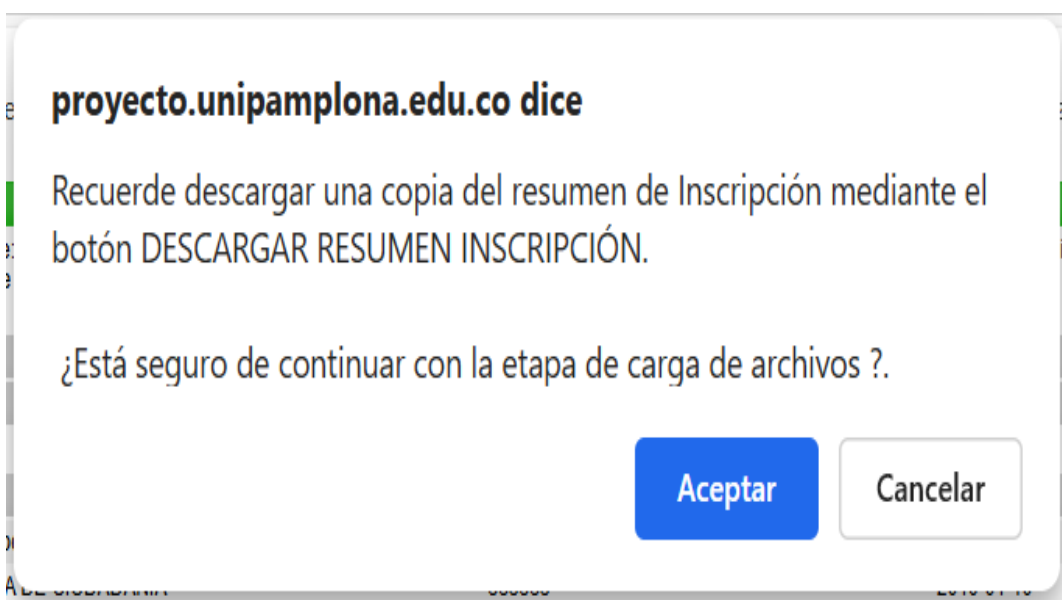 proyecto.unipamplona.edu.co dice
Recuerde descargar una copia del resumen de Inscripción mediante el
botón DESCARGAR RESUMEN INSCRIPCIÓN.
¿Está seguro de continuar con la etapa de carga de archivos ?.
Aceptar Cancelar